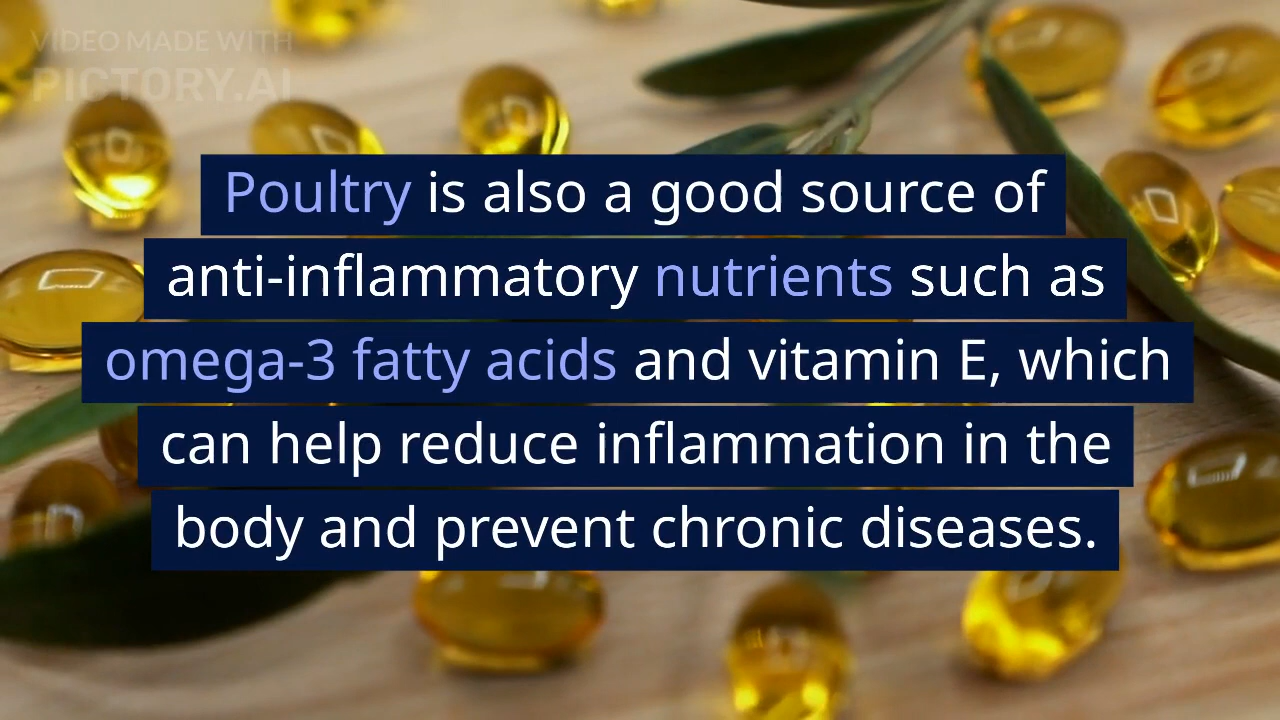 VIDEO MADE WITH
PICTORY.AI
Poultry is also a good source of
anti-inflammatory nutrients such as
omega-3 fatty acids and vitamin E, which
can help reduce inflammation in the
body and prevent chronic diseases.